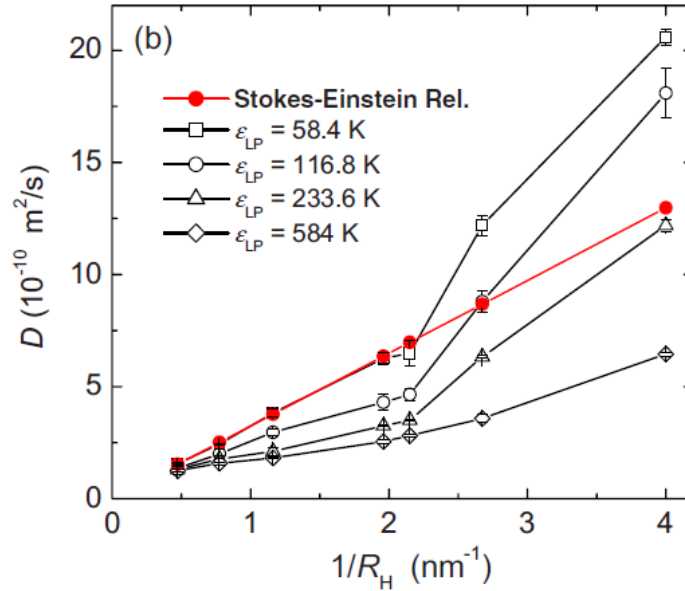 (b)
Stokes-Einstein Rel.
ε_LP = 58.4 K
ε_LP = 116.8 K
ε_LP = 233.6 K
ε_LP = 584 K
D (10⁻¹⁰ m²/s)
20
15
10
5
0
0 1 2 3 4
1/R_H (nm⁻¹)